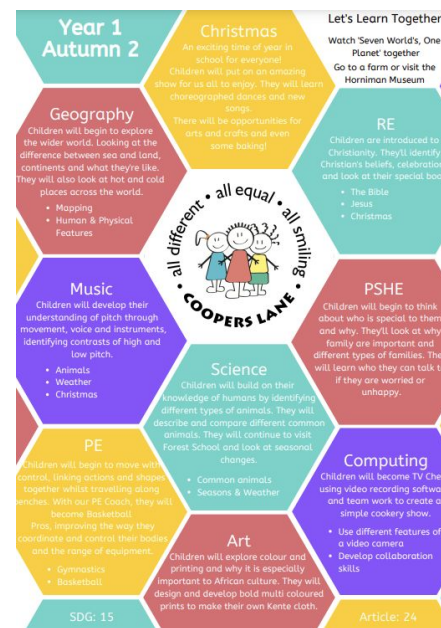 Year 1
Autumn 2
Christmas
An exciting time of year in
school for everyone!
Children will put on an amazing
show for us all to enjoy. They will learn
choreographed dances and new
songs.
There will be opportunities for
arts and crafts and even
some baking!
Let's Learn Together
Watch 'Seven World's, One
Planet' together
Go to a farm or visit the
Horniman Museum
Geography
Children will begin to explore
the wider world. Looking at the
difference between sea and land,
continents and what they're like.
They will also look at hot and cold
places across the world.
• Mapping
• Human & Physical
Features
RE
Children are introduced to
Christianity. They'll identify
Christian's beliefs, celebration
and look at their special boo
• The Bible
• Jesus
• Christmas
all different • all equal • all smiling
• COOPERS LANE •
Music
Children will develop their
understanding of pitch through
movement, voice and instruments,
identifying contrasts of high and
low pitch.
• Animals
• Weather
• Christmas
PSHE
Children will begin to think
about who is special to them
and why. They'll look at why
family are important and
different types of families. The
will learn who they can talk t
if they are worried or
unhappy.
Science
Children will build on their
knowledge of humans by identifying
different types of animals. They will
describe and compare different common
animals. They will continue to visit
Forest School and look at seasonal
changes.
• Common animals
• Seasons & Weather
PE
Children will begin to move with
control, linking actions and shapes
together whilst travelling along
benches. With our PE Coach, they will
become Basketball
Pros, improving the way they
coordinate and control their bodies
and the range of equipment.
• Gymnastics
• Basketball
Computing
Children will become TV Che
using video recording softwa
and team work to create a
simple cookery show.
• Use different features of
a video camera
• Develop collaboration
skills
Art
Children will explore colour and
printing and why it is especially
important to African culture. They will
design and develop bold multi coloured
prints to make their own Kente cloth.
SDG: 15
Article: 24